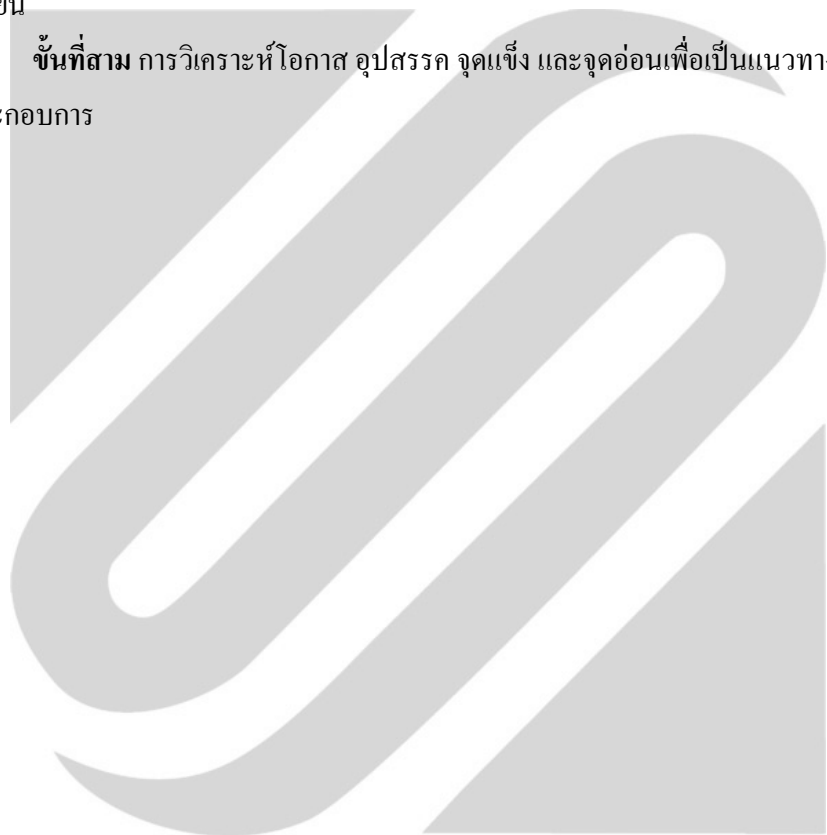 ขั้นที่สาม การวิเคราะห์โอกาส อุปสรรค จุดแข็ง และจุดอ่อนเพื่อเป็นแนวทา
ะกอบการ